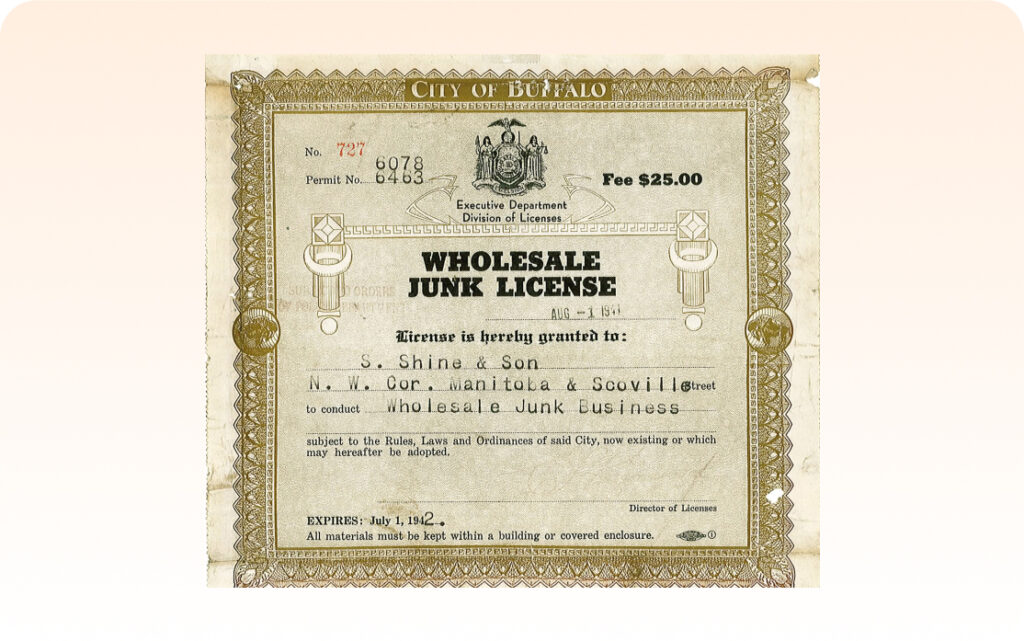 CITY OF BUFFALO
No. 727
6078
Permit No. 6463
Fee $25.00
Executive Department
Division of Licenses
WHOLESALE
JUNK LICENSE
AUG -1 1941
License is hereby granted to:
S. Shine & Son
N. W. Cor. Manitoba & Scoville Street
to conduct Wholesale Junk Business
subject to the Rules, Laws and Ordinances of said City, now existing or which
may hereafter be adopted.
Director of Licenses
EXPIRES: July 1, 1942.
All materials must be kept within a building or covered enclosure.